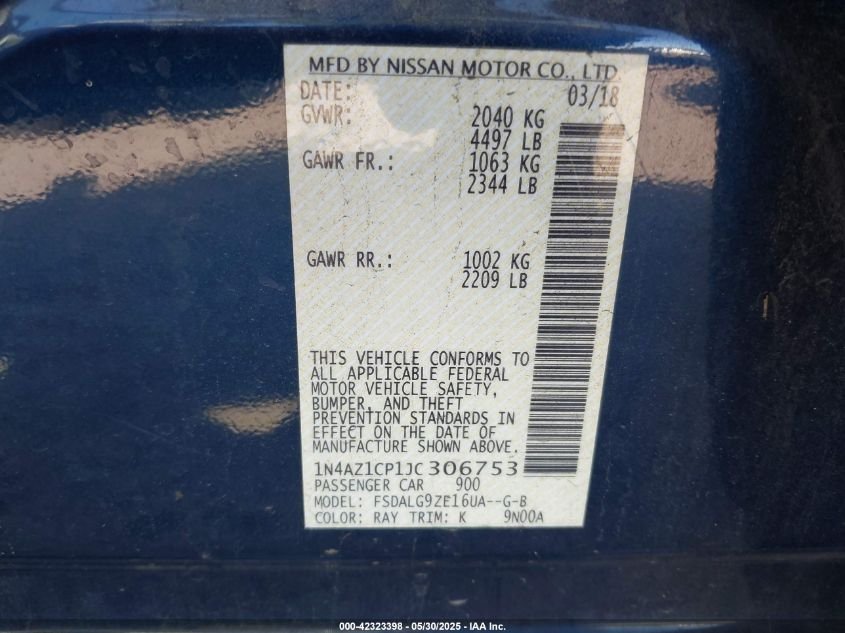 MFD BY NISSAN MOTOR CO., LTD.
DATE: 03/18
GVWR: 2040 KG
4497 LB
GAWR FR.: 1063 KG
2344 LB
GAWR RR.: 1002 KG
2209 LB
THIS VEHICLE CONFORMS TO
ALL APPLICABLE FEDERAL
MOTOR VEHICLE SAFETY,
BUMPER, AND THEFT
PREVENTION STANDARDS IN
EFFECT ON THE DATE OF
MANUFACTURE SHOWN ABOVE.
1N4AZ1CP1JC306753
PASSENGER CAR 900
MODEL: FSDALG9ZE16UA--G-B
COLOR: RAY TRIM: K 9N00A
000-42323398 - 05/30/2025 - IAA Inc.